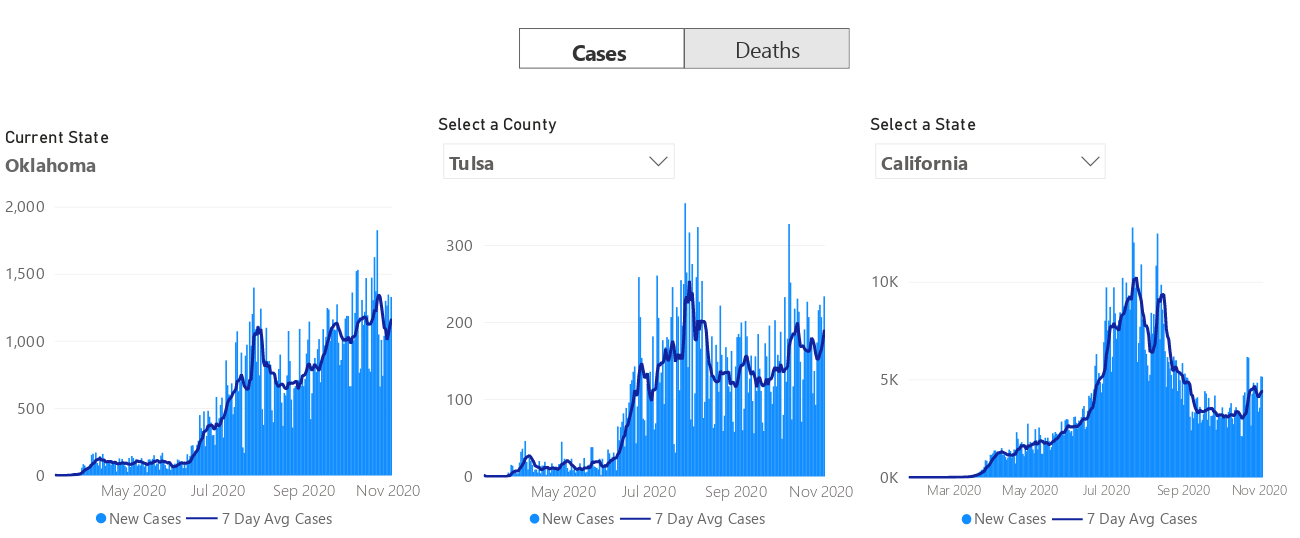 Cases Deaths
Current State
Oklahoma
2,000
1,500
1,000
500
0
May 2020 Jul 2020 Sep 2020 Nov 2020
New Cases 7 Day Avg Cases
Select a County
Tulsa
300
200
100
0
May 2020 Jul 2020 Sep 2020 Nov 2020
New Cases 7 Day Avg Cases
Select a State
California
10K
5K
0K
Mar 2020 May 2020 Jul 2020 Sep 2020 Nov 2020
New Cases 7 Day Avg Cases